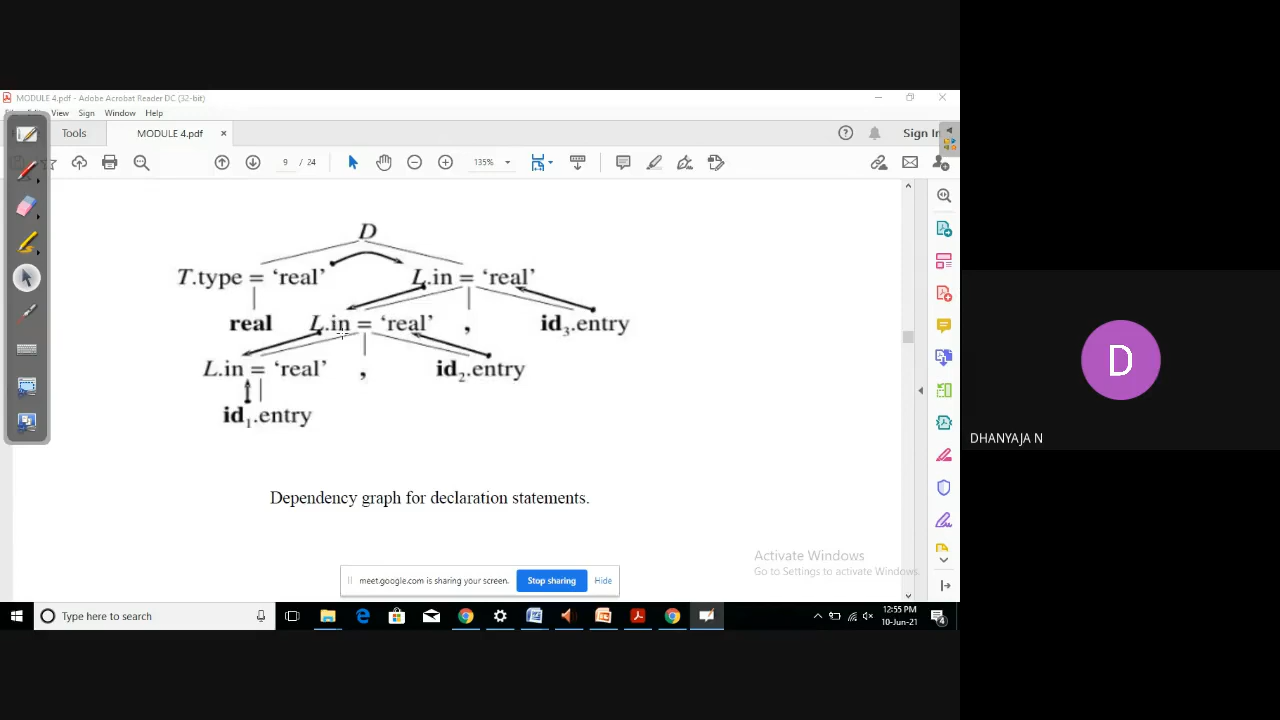 MODULE 4.pdf - Adobe Acrobat Reader DC (32-bit)
View Sign Window Help
Tools MODULE 4.pdf × Sign In
9 / 24 135%
D
T.type = ‘real’ L.in = ‘real’
real L.in = ‘real’ , id3.entry
L.in = ‘real’ , id2.entry
id1.entry
Dependency graph for declaration statements.
D
DHANYAJA N
Activate Windows
Go to Settings to activate Windows.
meet.google.com is sharing your screen. Stop sharing Hide
Type here to search
12:55 PM
10-Jun-21
4